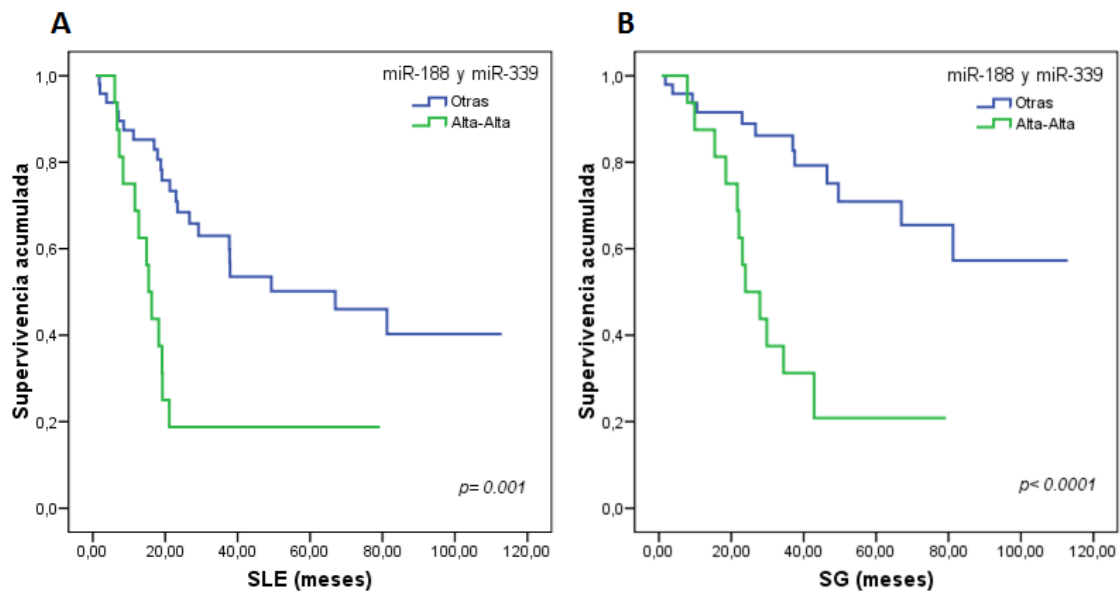 A
miR-188 y miR-339
Otras
Alta-Alta
Supervivencia acumulada
1,0
0,8
0,6
0,4
0,2
0,0
p= 0.001
0,00 20,00 40,00 60,00 80,00 100,00 120,00
SLE (meses)
B
miR-188 y miR-339
Otras
Alta-Alta
Supervivencia acumulada
1,0
0,8
0,6
0,4
0,2
0,0
p< 0.0001
0,00 20,00 40,00 60,00 80,00 100,00 120,00
SG (meses)